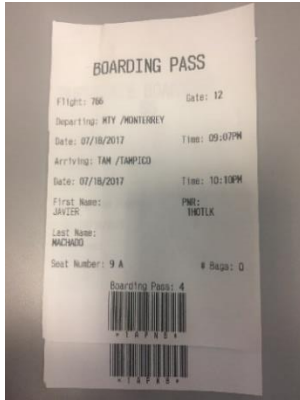 BOARDING PASS
Flight: 766 Gate: 12
Departing: MTY /MONTERREY
Date: 07/18/2017 Time: 09:07PM
Arriving: TAM /TAMPICO
Date: 07/18/2017 Time: 10:10PM
First Name: PNR:
JAVIER 1HOTLK
Last Name:
MACHADO
Seat Number: 9 A # Bags: 0
Boarding Pass: 4